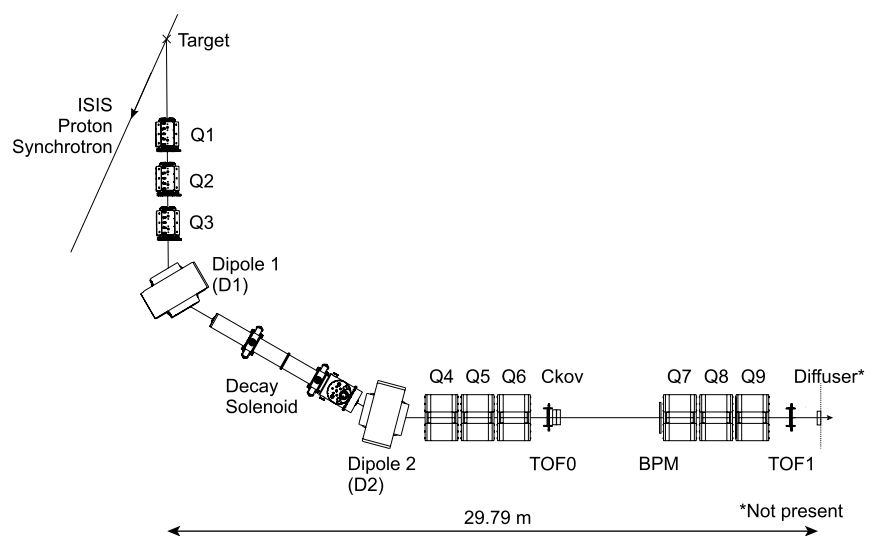 Target
ISIS
Proton
Synchrotron
Q1
Q2
Q3
Dipole 1
(D1)
Decay
Solenoid
Dipole 2
(D2)
Q4 Q5 Q6 Ckov Q7 Q8 Q9 Diffuser*
TOF0 BPM TOF1
*Not present
29.79 m